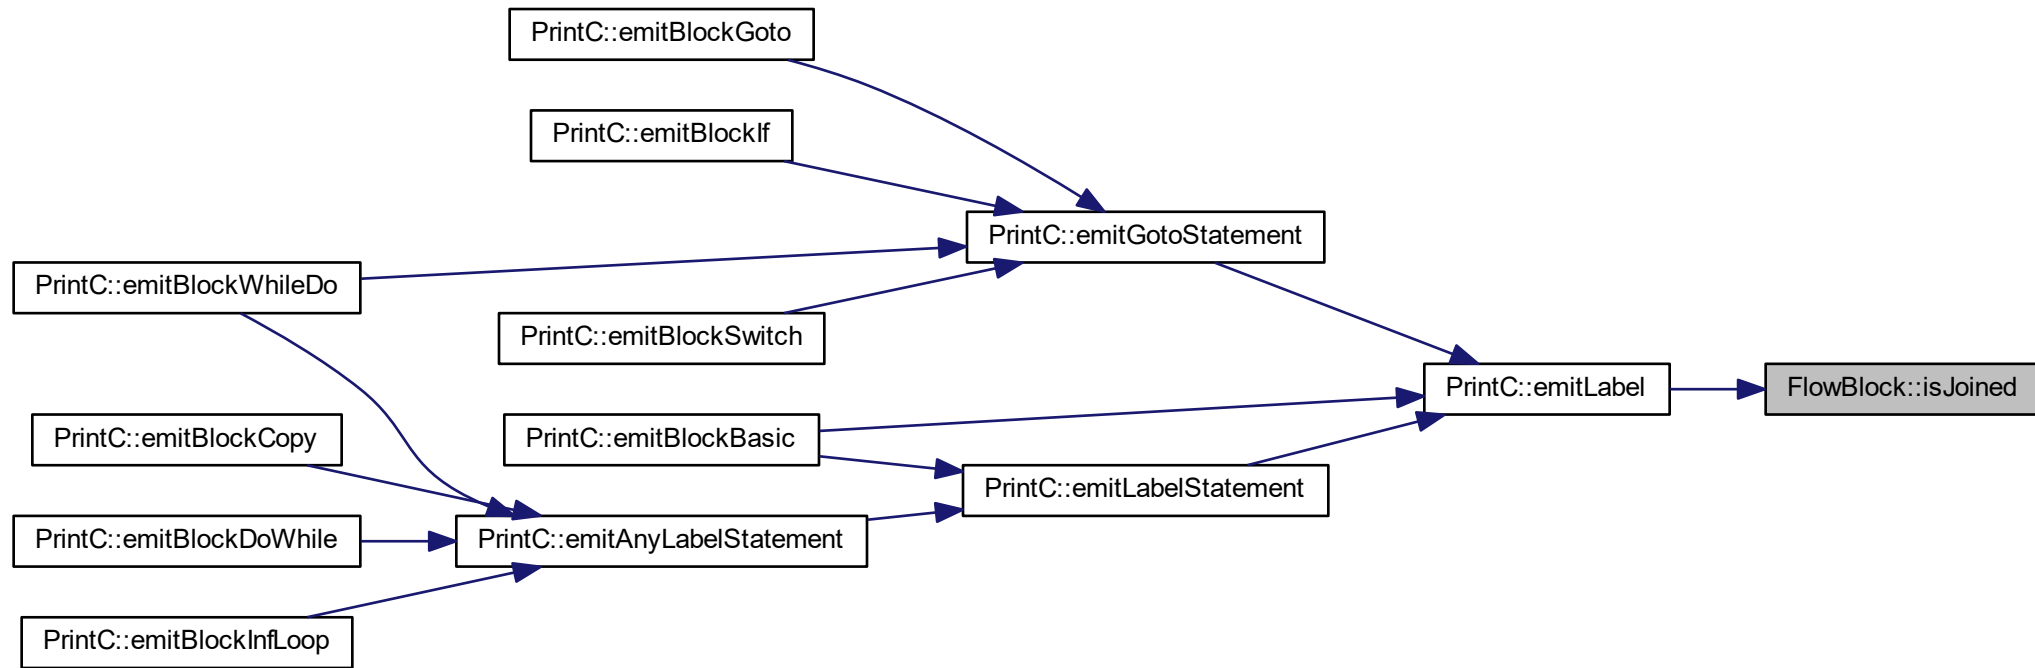 PrintC::emitBlockGoto
PrintC::emitBlockIf
PrintC::emitGotoStatement
PrintC::emitBlockWhileDo
PrintC::emitBlockSwitch
PrintC::emitLabel
FlowBlock::isJoined
PrintC::emitBlockCopy
PrintC::emitBlockBasic
PrintC::emitLabelStatement
PrintC::emitBlockDoWhile
PrintC::emitAnyLabelStatement
PrintC::emitBlockInfLoop